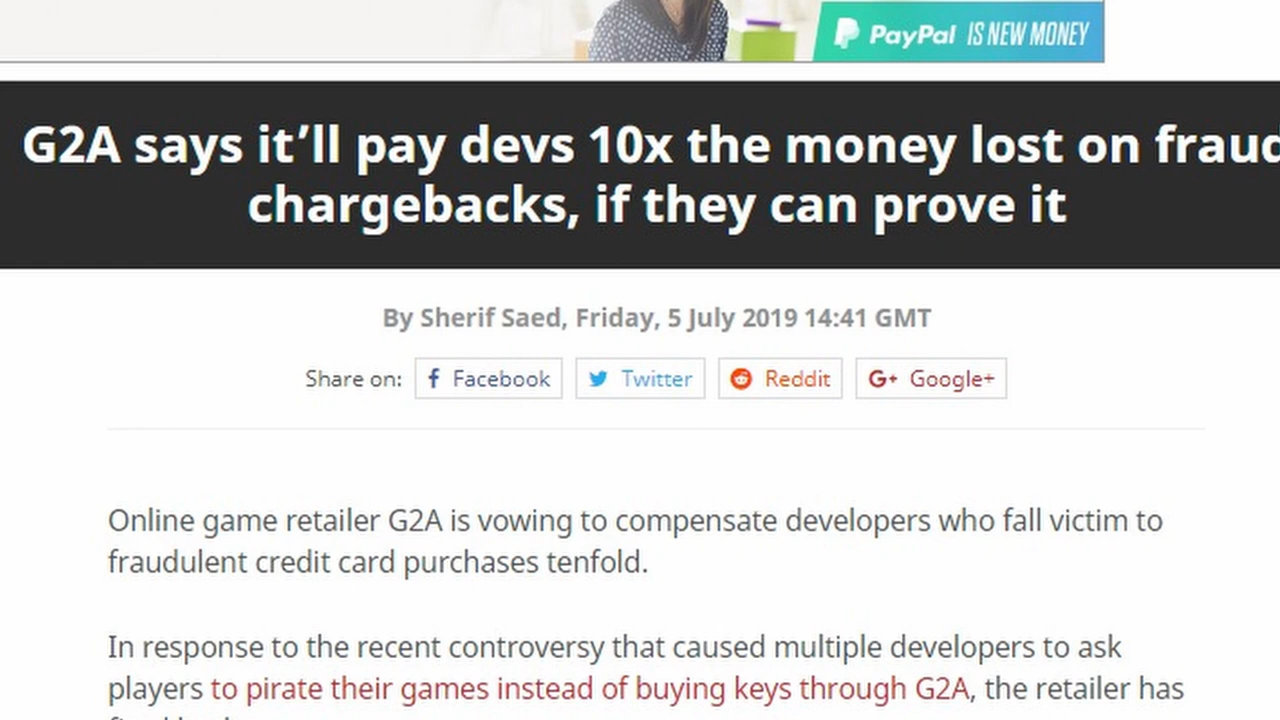 PayPal IS NEW MONEY
G2A says it’ll pay devs 10x the money lost on fraud
chargebacks, if they can prove it
By Sherif Saed, Friday, 5 July 2019 14:41 GMT
Share on: Facebook Twitter Reddit G+ Google+
Online game retailer G2A is vowing to compensate developers who fall victim to
fraudulent credit card purchases tenfold.
In response to the recent controversy that caused multiple developers to ask
players to pirate their games instead of buying keys through G2A, the retailer has